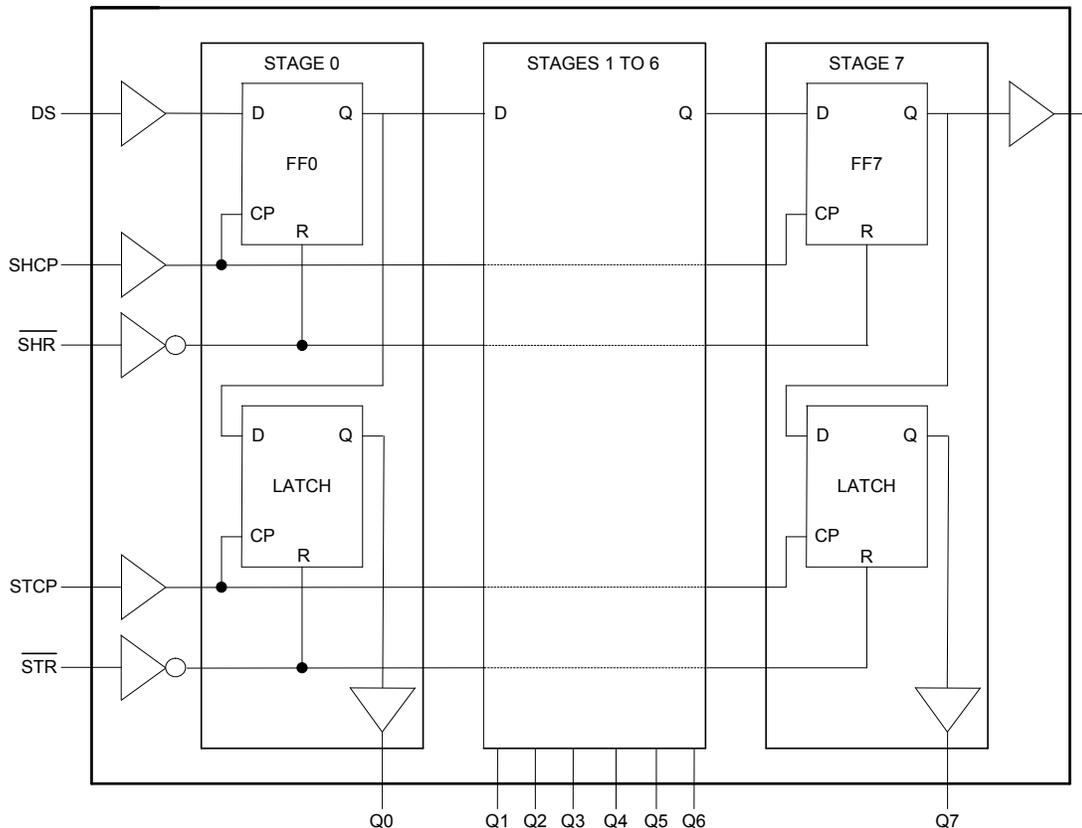 STAGE 0
STAGES 1 TO 6
STAGE 7
DS
D
Q
D
Q
D
Q
FF0
FF7
CP
CP
R
R
SHCP
SHR
D
Q
D
Q
LATCH
LATCH
CP
CP
R
R
STCP
STR
Q0
Q1
Q2
Q3
Q4
Q5
Q6
Q7